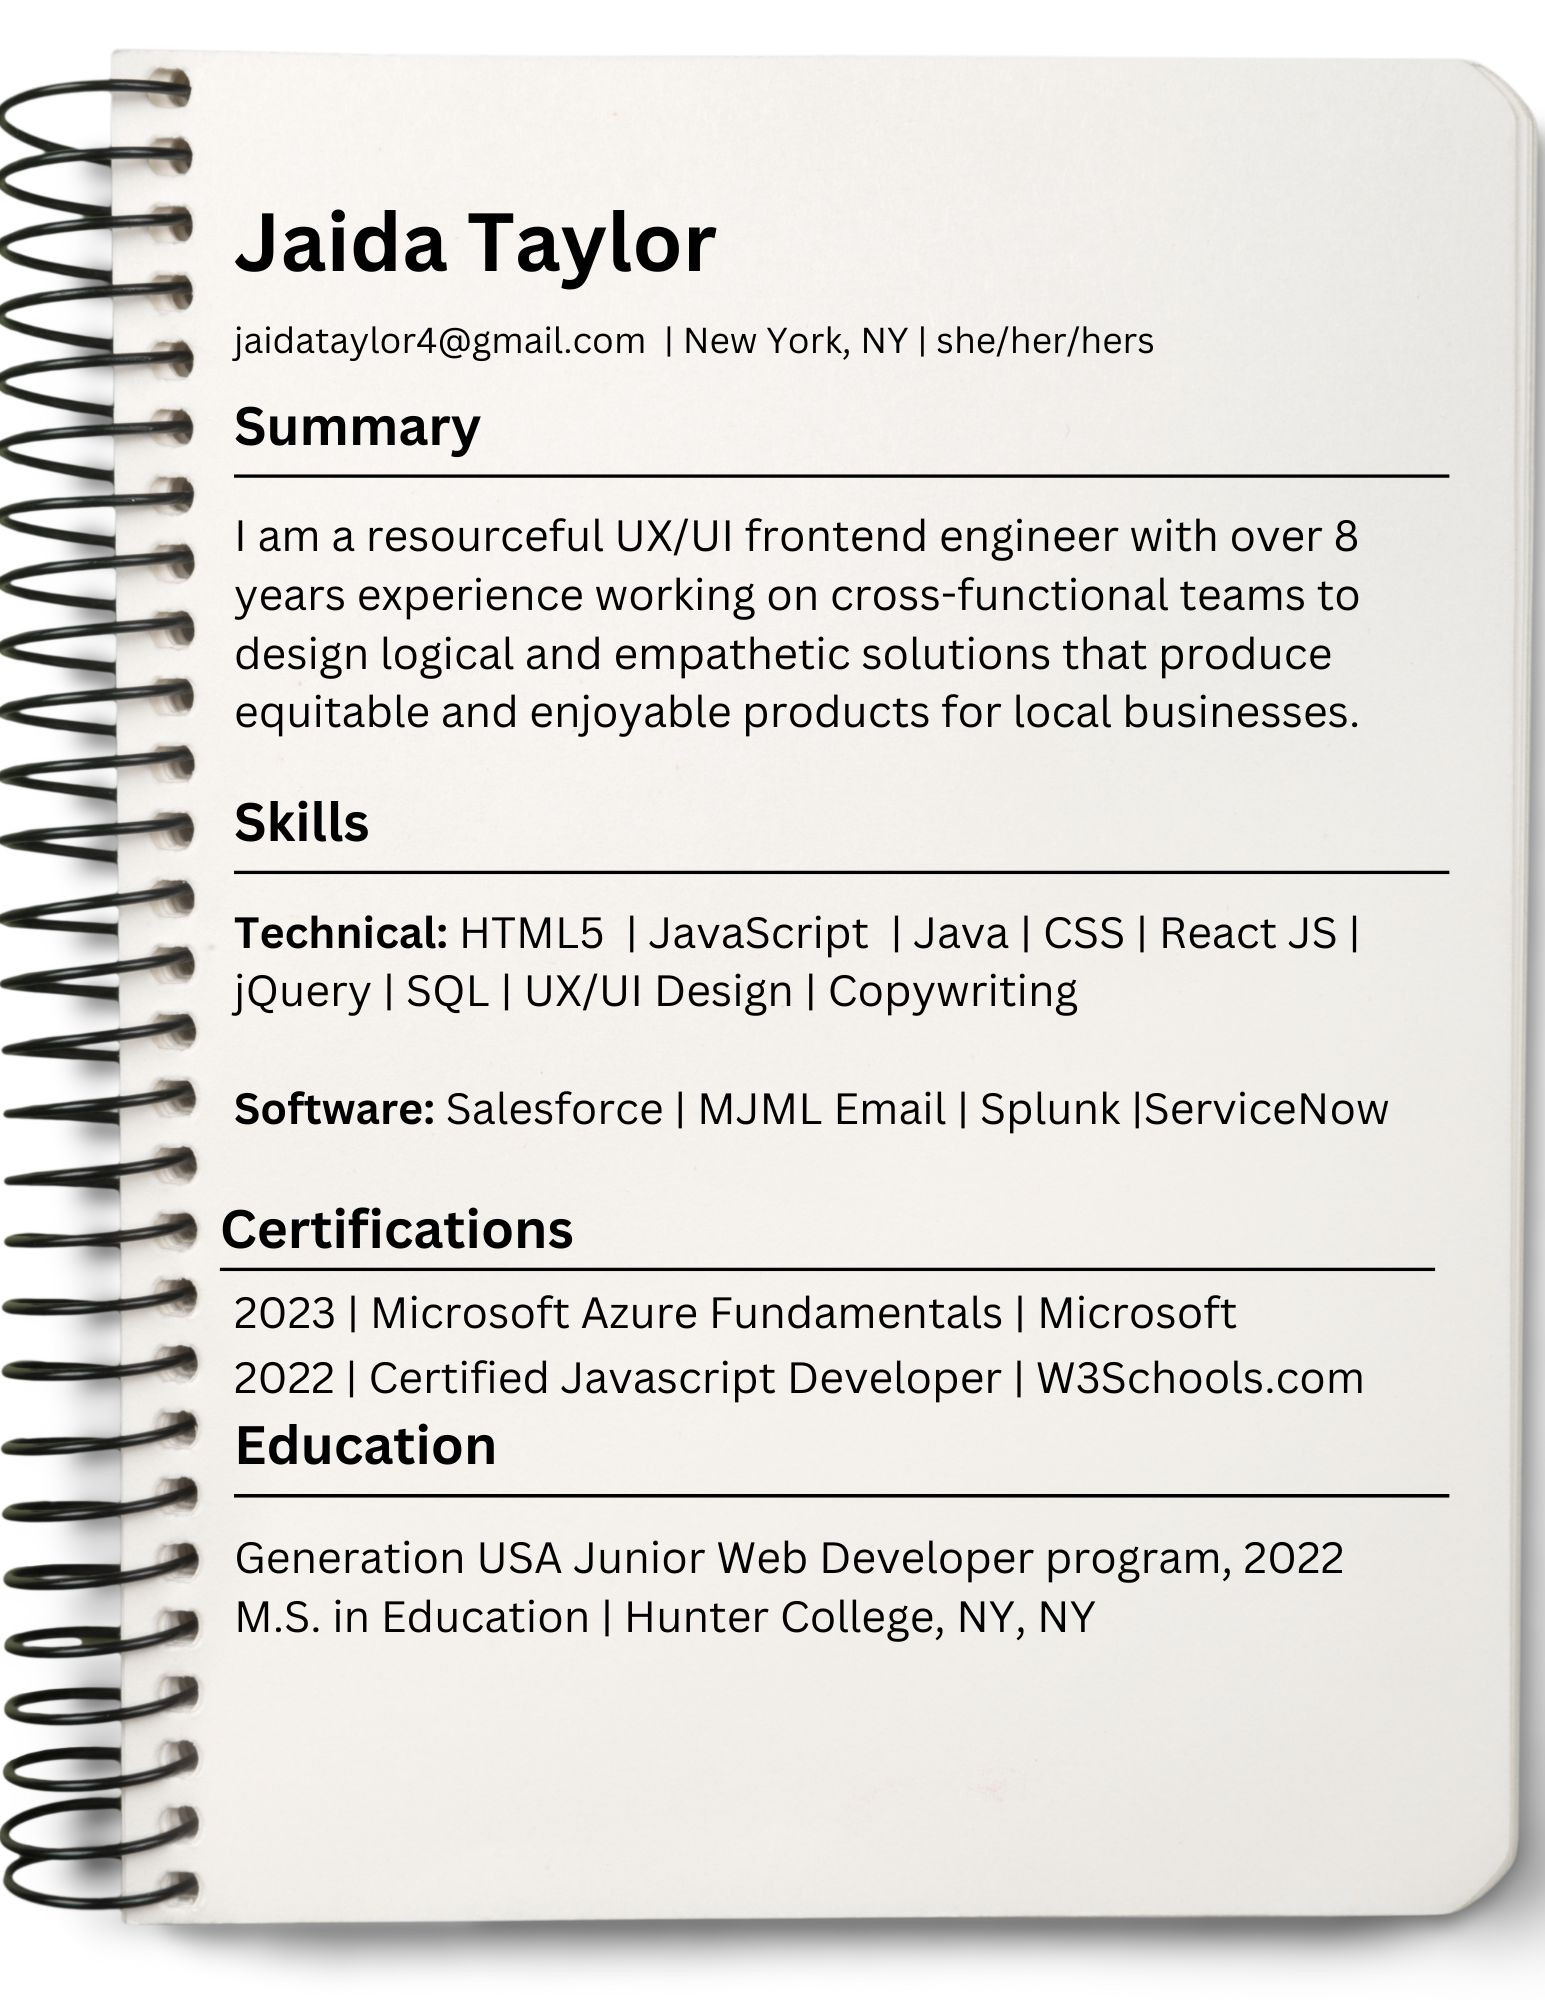 Jaida Taylor
jaidataylor4@gmail.com  | New York, NY | she/her/hers
Summary
I am a resourceful UX/UI frontend engineer with over 8
years experience working on cross-functional teams to
design logical and empathetic solutions that produce
equitable and enjoyable products for local businesses.
Skills
Technical: HTML5  | JavaScript  | Java | CSS | React JS |
jQuery | SQL | UX/UI Design | Copywriting
Software: Salesforce | MJML Email | Splunk |ServiceNow
Certifications
2023 | Microsoft Azure Fundamentals | Microsoft
2022 | Certified Javascript Developer | W3Schools.com
Education
Generation USA Junior Web Developer program, 2022
M.S. in Education | Hunter College, NY, NY